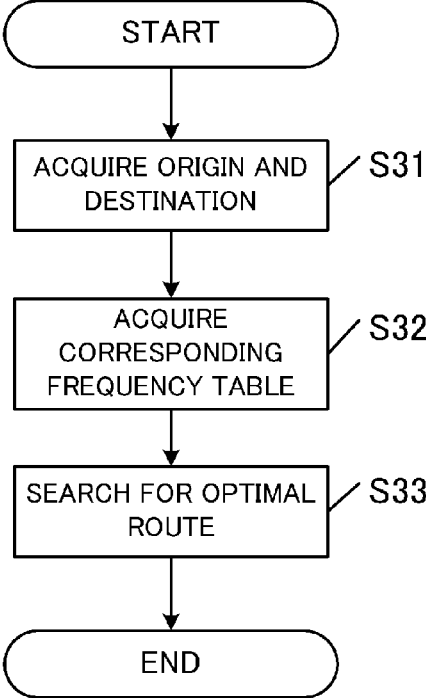 START
ACQUIRE ORIGIN AND
DESTINATION
S31
ACQUIRE
CORRESPONDING
FREQUENCY TABLE
S32
SEARCH FOR OPTIMAL
ROUTE
S33
END